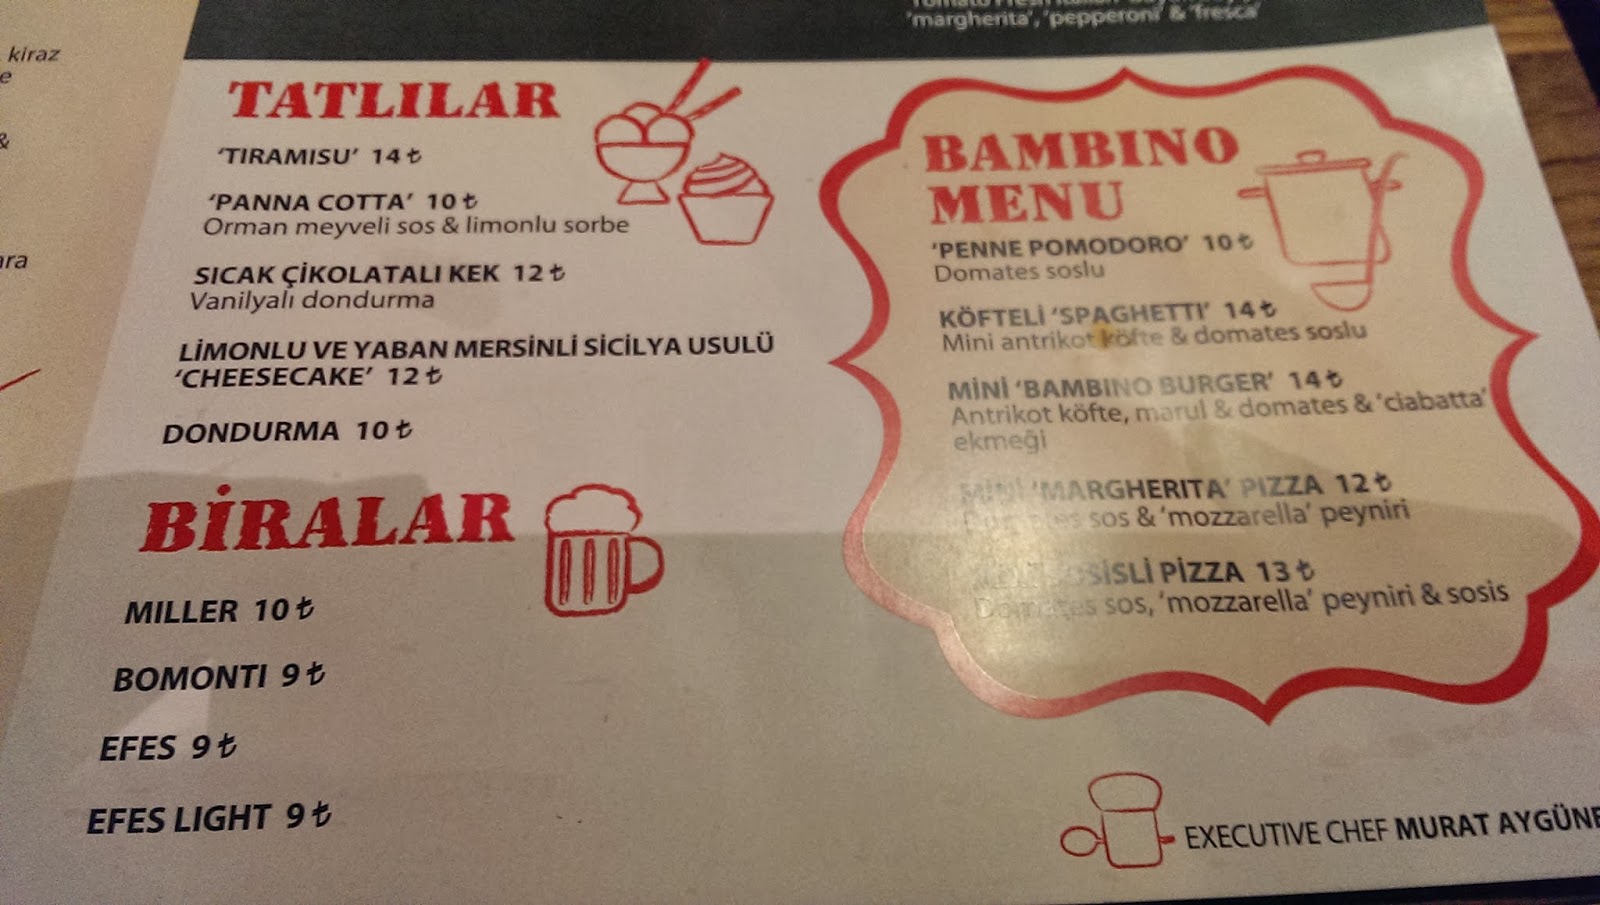 kiraz
&
'margherita', 'pepperoni' & 'fresca'
TATLILAR
'TIRAMISU' 14 ₺
'PANNA COTTA' 10 ₺
Orman meyveli sos & limonlu sorbe
SICAK ÇİKOLATALI KEK 12 ₺
Vanilyalı dondurma
LİMONLU VE YABAN MERSİNLİ SİCİLYA USULÜ
'CHEESECAKE' 12 ₺
DONDURMA 10 ₺
BİRALAR
MILLER 10 ₺
BOMONTI 9 ₺
EFES 9 ₺
EFES LIGHT 9 ₺
BAMBINO
MENU
'PENNE POMODORO' 10 ₺
Domates soslu
KÖFTELİ 'SPAGHETTI' 14 ₺
Mini antrikot köfte & domates soslu
MİNİ 'BAMBINO BURGER' 14 ₺
Antrikot köfte, marul & domates & 'ciabatta'
ekmeği
MİNİ 'MARGHERITA' PIZZA 12 ₺
sos & 'mozzarella' peyniri
PİZZA 13 ₺
sos, 'mozzarella' peyniri & sosis
EXECUTIVE CHEF MURAT